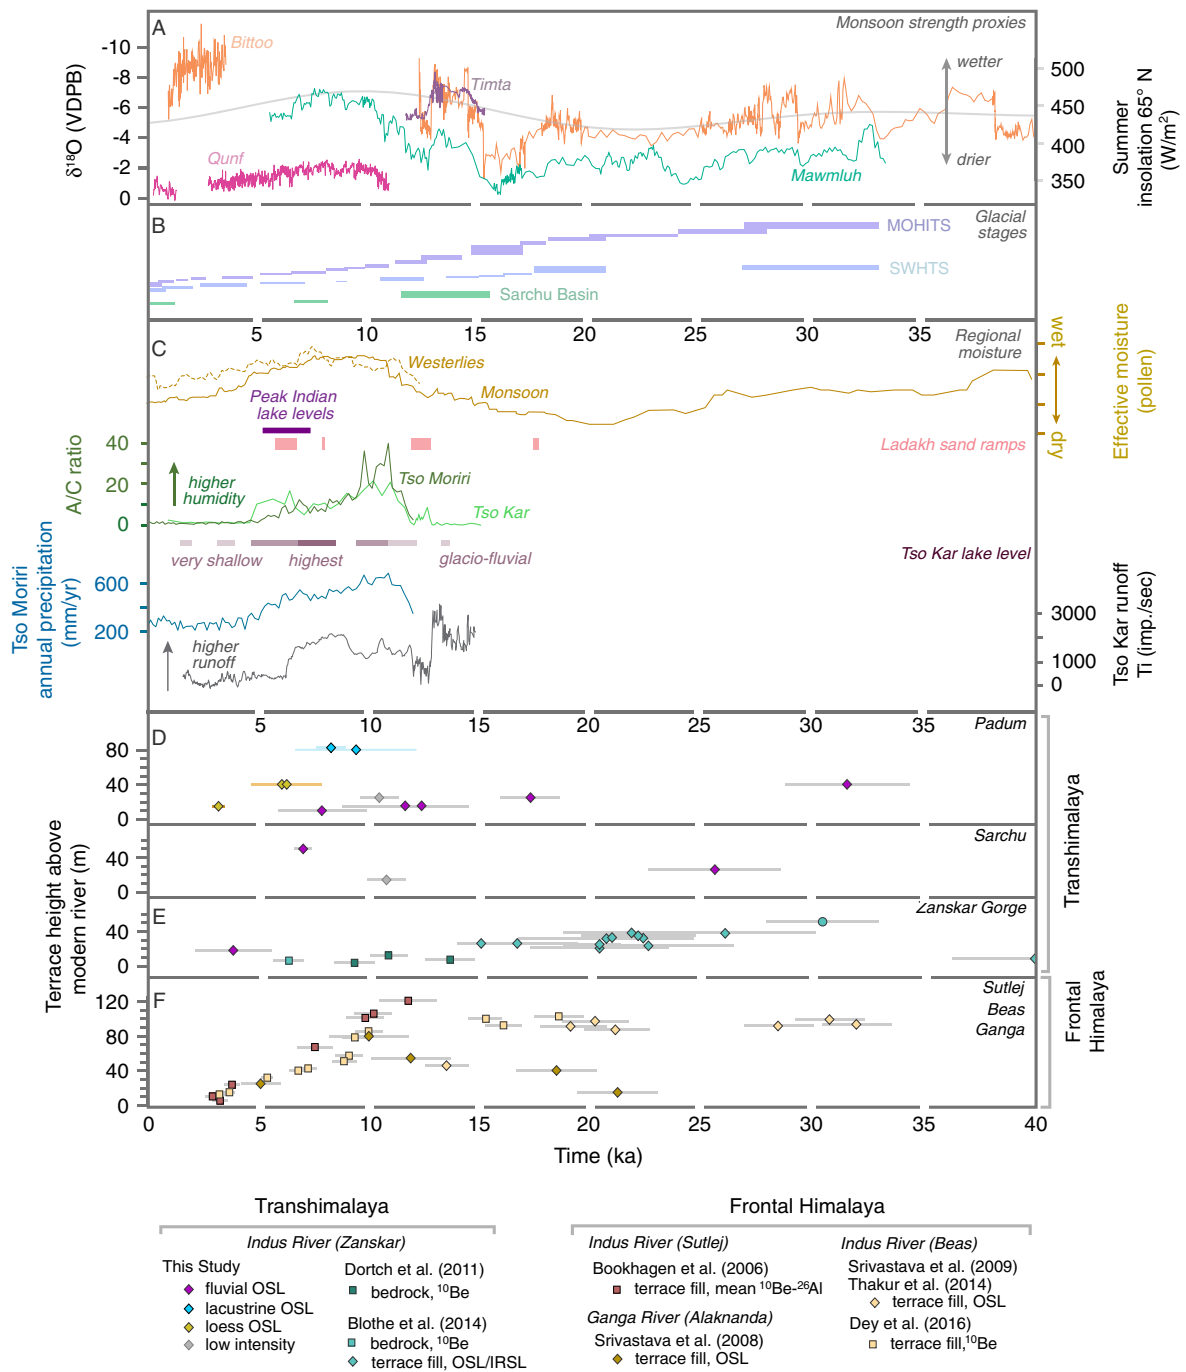 A
Monsoon strength proxies
Bittoo
Timta
Qunf
Mawmluh
wetter
drier
δ18O (VDPB)
-10
-8
-6
-4
-2
0
500
450
400
350
Summer
insolation 65° N
(W/m2)
B
Glacial
stages
MOHITS
SWHTS
Sarchu Basin
5 10 15 20 25 30 35
C
Regional
moisture
Westerlies
Monsoon
wet
dry
Effective moisture
(pollen)
Peak Indian
lake levels
Ladakh sand ramps
A/C ratio
40
20
0
higher
humidity
Tso Moriri
Tso Kar
very shallow
highest
glacio-fluvial
Tso Kar lake level
Tso Moriri
annual precipitation
(mm/yr)
600
200
higher
runoff
3000
1000
0
Tso Kar runoff
Ti (imp./sec)
5 10 15 20 25 30 35
D
Padum
80
40
0
Sarchu
40
0
E
Zanskar Gorge
40
0
F
Sutlej
Beas
Ganga
120
80
40
0
Terrace height above
modern river (m)
Transhimalaya
Frontal
Himalaya
0 5 10 15 20 25 30 35 40
Time (ka)
Transhimalaya
Indus River (Zanskar)
This Study
fluvial OSL
lacustrine OSL
loess OSL
low intensity
Dortch et al. (2011)
bedrock, 10Be
Blothe et al. (2014)
bedrock, 10Be
terrace fill, OSL/IRSL
Frontal Himalaya
Indus River (Sutlej)
Bookhagen et al. (2006)
terrace fill, mean 10Be-26Al
Ganga River (Alaknanda)
Srivastava et al. (2008)
terrace fill, OSL
Indus River (Beas)
Srivastava et al. (2009)
Thakur et al. (2014)
terrace fill, OSL
Dey et al. (2016)
terrace fill,10Be